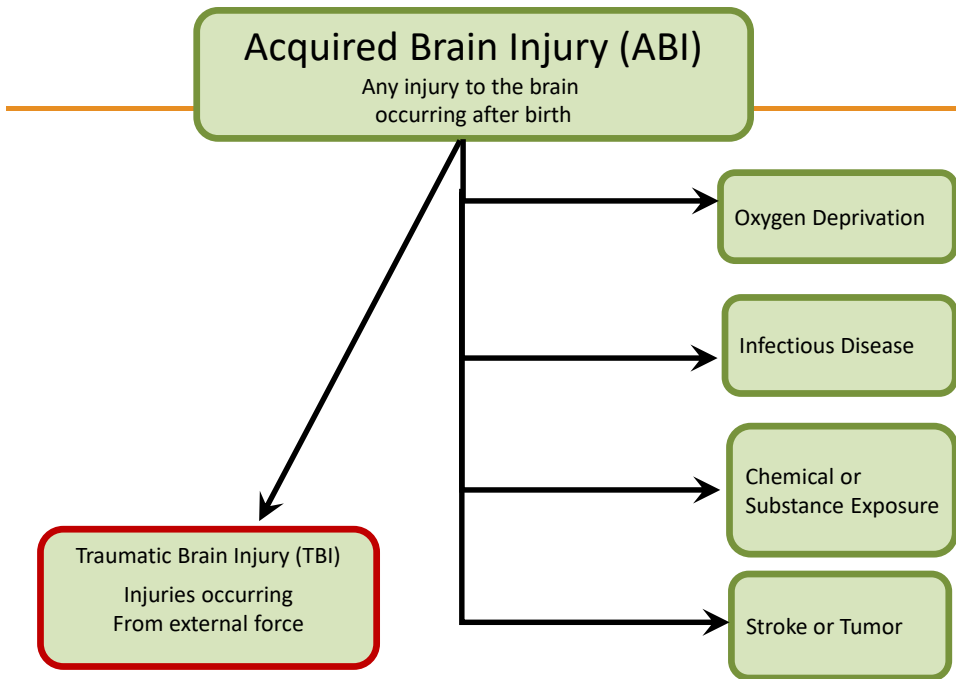 Acquired Brain Injury (ABI)
Any injury to the brain
occurring after birth
Oxygen Deprivation
Infectious Disease
Chemical or
Substance Exposure
Stroke or Tumor
Traumatic Brain Injury (TBI)
Injuries occurring
From external force